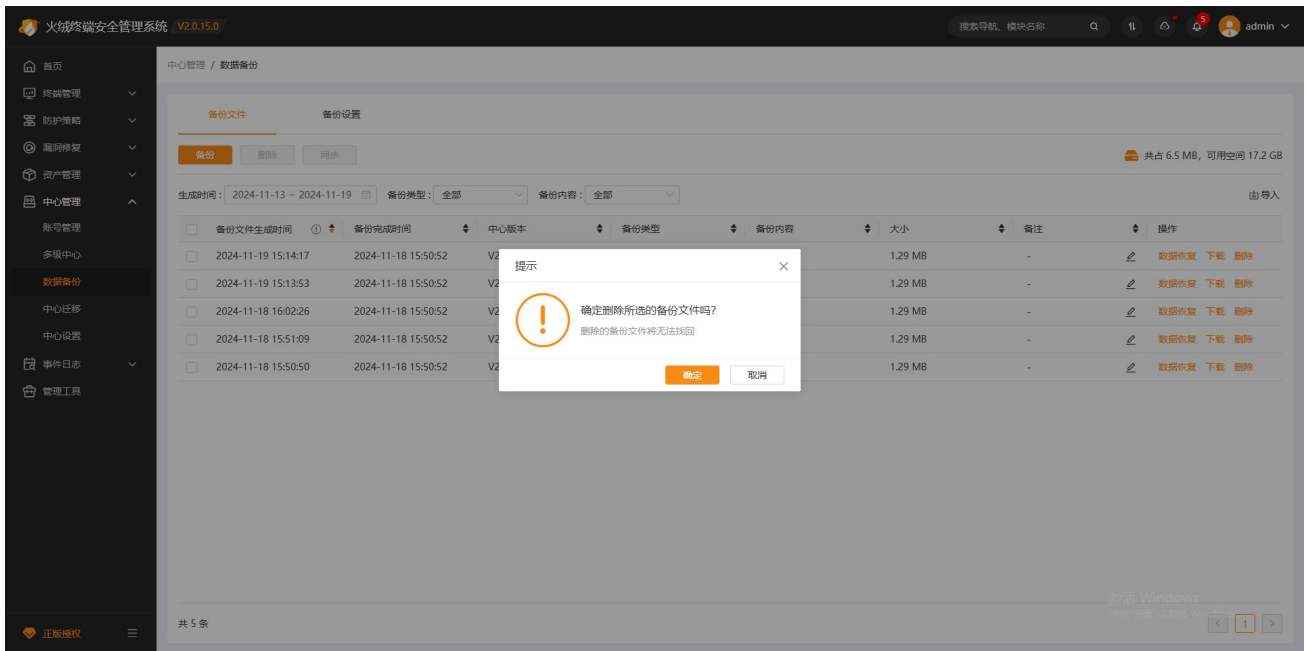 火绒终端安全管理系统 V2.0.15.0 搜索导航、模块名称 5 admin
首页
终端管理
防护策略
漏洞修复
资产管理
中心管理
账号管理
多级中心
数据备份
中心迁移
中心设置
事件日志
管理工具
正版授权
中心管理 / 数据备份
备份文件 备份设置
备份 删除 同步 共占 6.5 MB，可用空间 17.2 GB
生成时间： 2024-11-13 ~ 2024-11-19 备份类型： 全部 备份内容： 全部 导入
备份文件生成时间 备份完成时间 中心版本 备份类型 备份内容 大小 备注 操作
2024-11-19 15:14:17 2024-11-18 15:50:52 V2 1.29 MB - 数据恢复 下载 删除
2024-11-19 15:13:53 2024-11-18 15:50:52 V2 1.29 MB - 数据恢复 下载 删除
2024-11-18 16:02:26 2024-11-18 15:50:52 V2 1.29 MB - 数据恢复 下载 删除
2024-11-18 15:51:09 2024-11-18 15:50:52 V2 1.29 MB - 数据恢复 下载 删除
2024-11-18 15:50:50 2024-11-18 15:50:52 V2 1.29 MB - 数据恢复 下载 删除
提示
确定删除所选的备份文件吗?
删除的备份文件将无法找回
确定 取消
激活 Windows
共 5 条 1